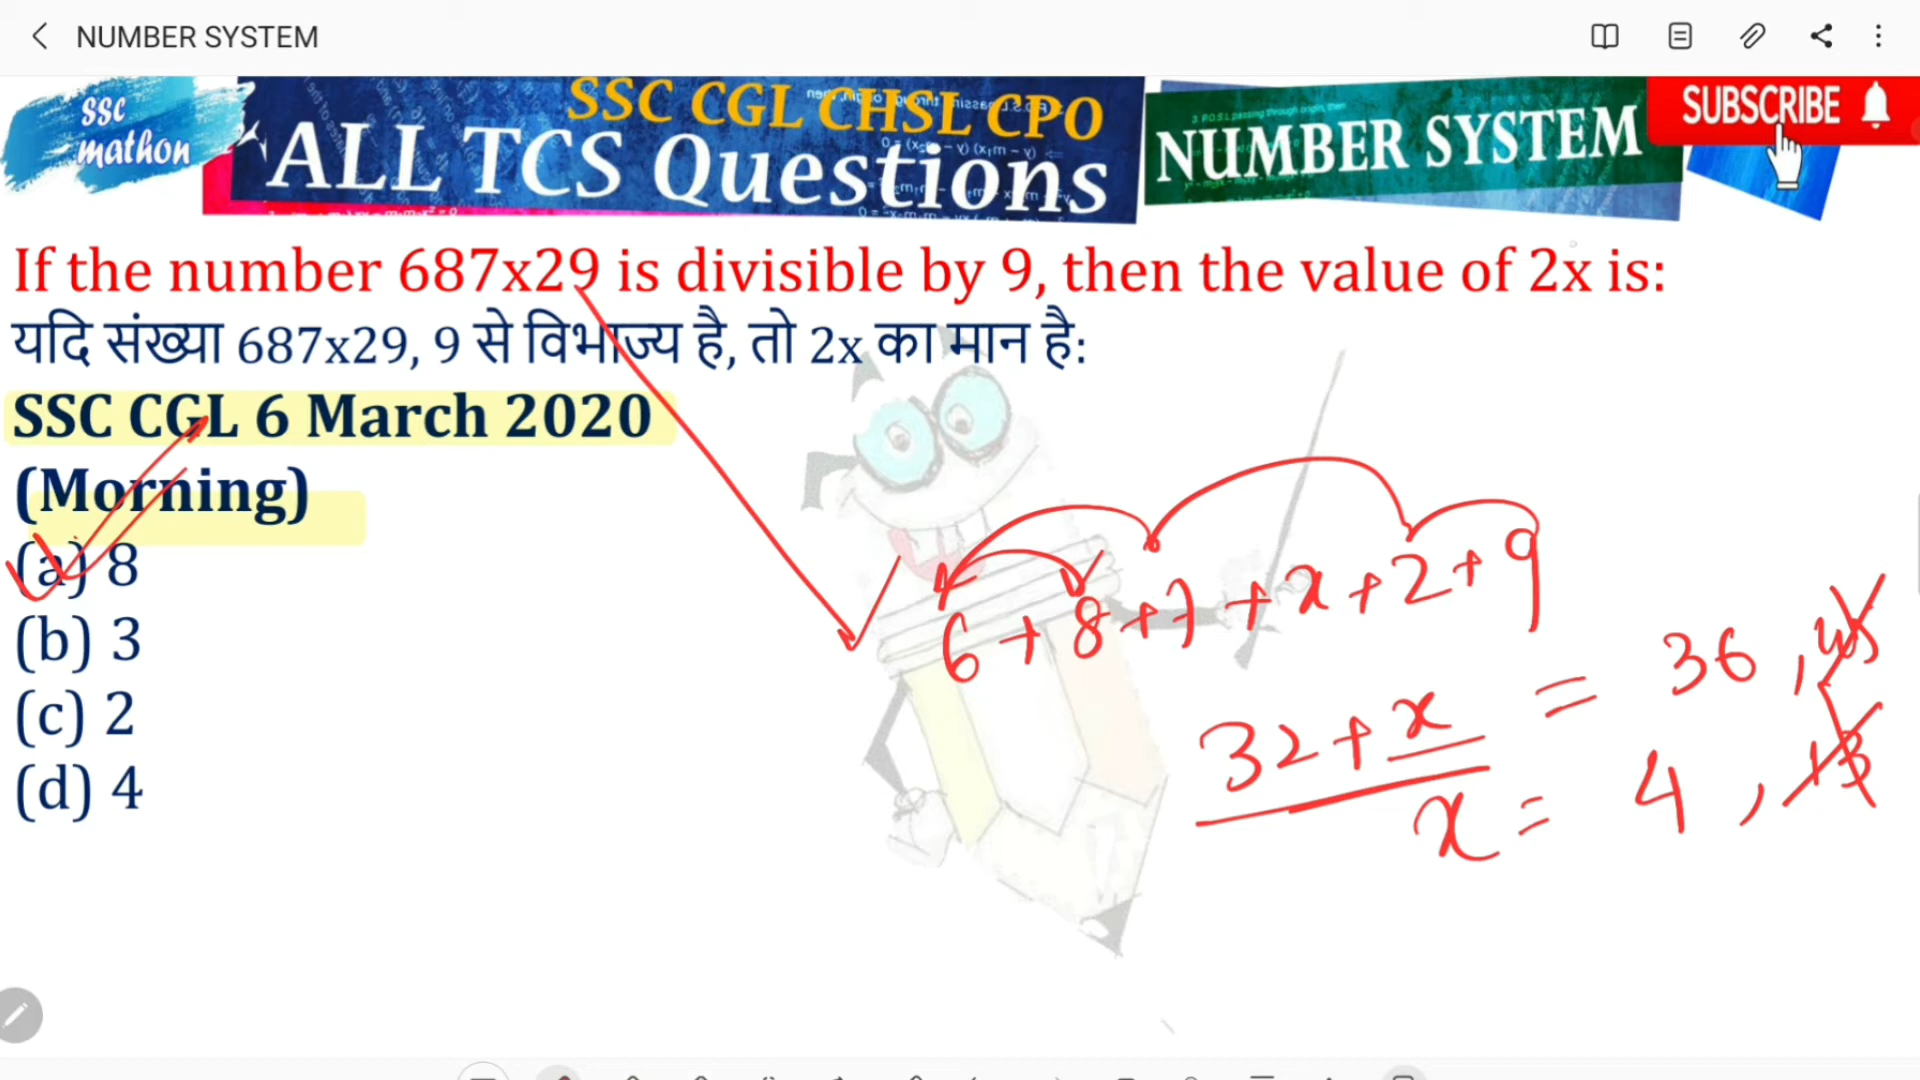 NUMBER SYSTEM
ssc
mathon
SSC CGL CHSL CPO
ALL TCS Questions
NUMBER SYSTEM
SUBSCRIBE
If the number 687x29 is divisible by 9, then the value of 2x is:
यदि संख्या 687x29, 9 से विभाज्य है, तो 2x का मान है:
SSC CGL 6 March 2020
(Morning)
(a) 8
(b) 3
(c) 2
(d) 4
6+8+7+x+2+9
32+x = 36, 45
x = 4, 13